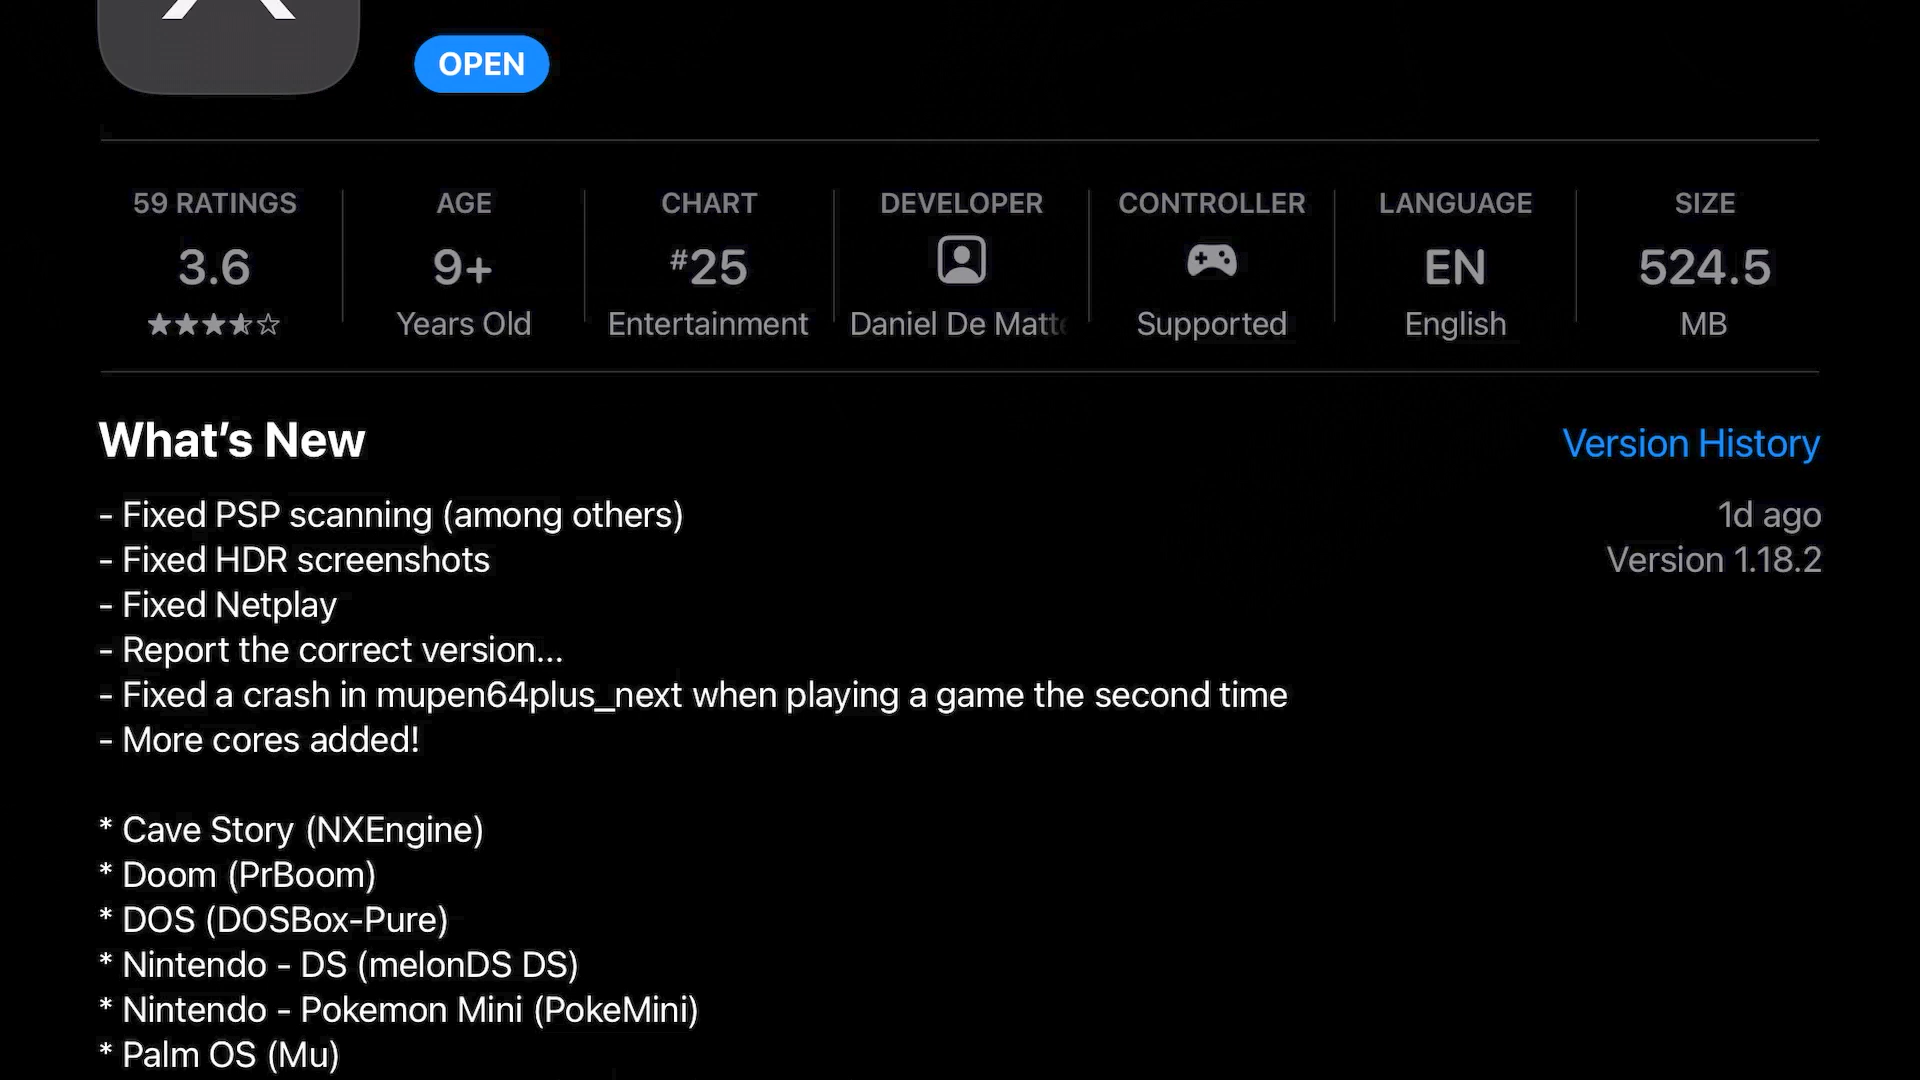 OPEN
59 RATINGS
3.6
AGE
9+
Years Old
CHART
#25
Entertainment
DEVELOPER
Daniel De Matt
CONTROLLER
Supported
LANGUAGE
EN
English
SIZE
524.5
MB
What's New
Version History
- Fixed PSP scanning (among others)
1d ago
- Fixed HDR screenshots
Version 1.18.2
- Fixed Netplay
- Report the correct version...
- Fixed a crash in mupen64plus_next when playing a game the second time
- More cores added!
* Cave Story (NXEngine)
* Doom (PrBoom)
* DOS (DOSBox-Pure)
* Nintendo - DS (melonDS DS)
* Nintendo - Pokemon Mini (PokeMini)
* Palm OS (Mu)